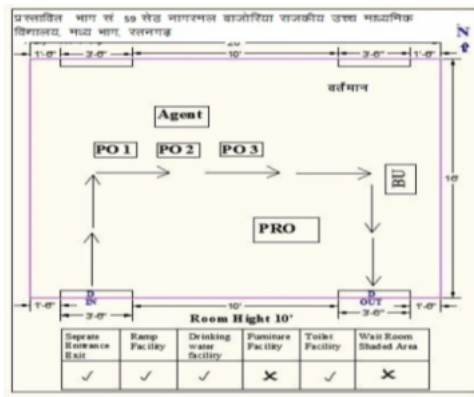 प्रस्तावित भाग सं 59 सेठ नागरमल बाजोरिया राजकीय उच्च माध्यमिक
विद्यालय, मध्य भाग, रतनगढ़
N
1'-6" 3'-6" 10' 3'-6" 1'-6"
वर्तमान
Agent
PO 1 PO 2 PO 3
BU
16'
PRO
D IN
D OUT
1'-6" 3'-6" 10' 3'-6" 1'-6"
Room Hight 10'
Seprate Entrance Exit
Ramp Facility
Drinking water facility
Furniture Facility
Toilet Facility
Wait Room Shaded Area